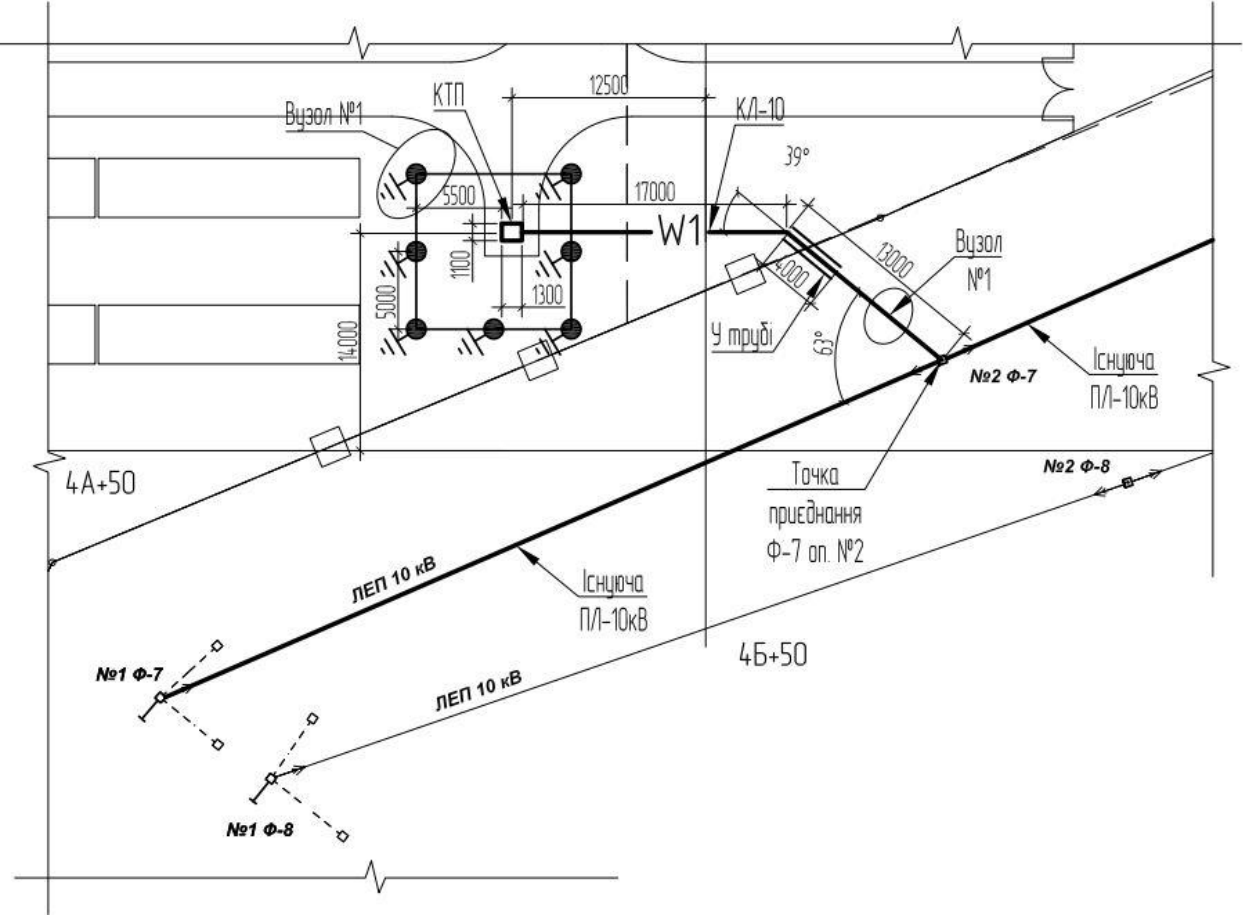 12500
КТП
Вузол №1
КЛ-10
39°
5500
17000
W1
Вузол
№1
13000
1100
4000
1300
5000
14000
У трубі
63°
№2 Ф-7
Існуюча
ПЛ-10кВ
4А+50
Точка
приєднання
Ф-7 оп. №2
№2 Ф-8
ЛЕП 10 кВ
Існуюча
ПЛ-10кВ
4Б+50
№1 Ф-7
ЛЕП 10 кВ
№1 Ф-8